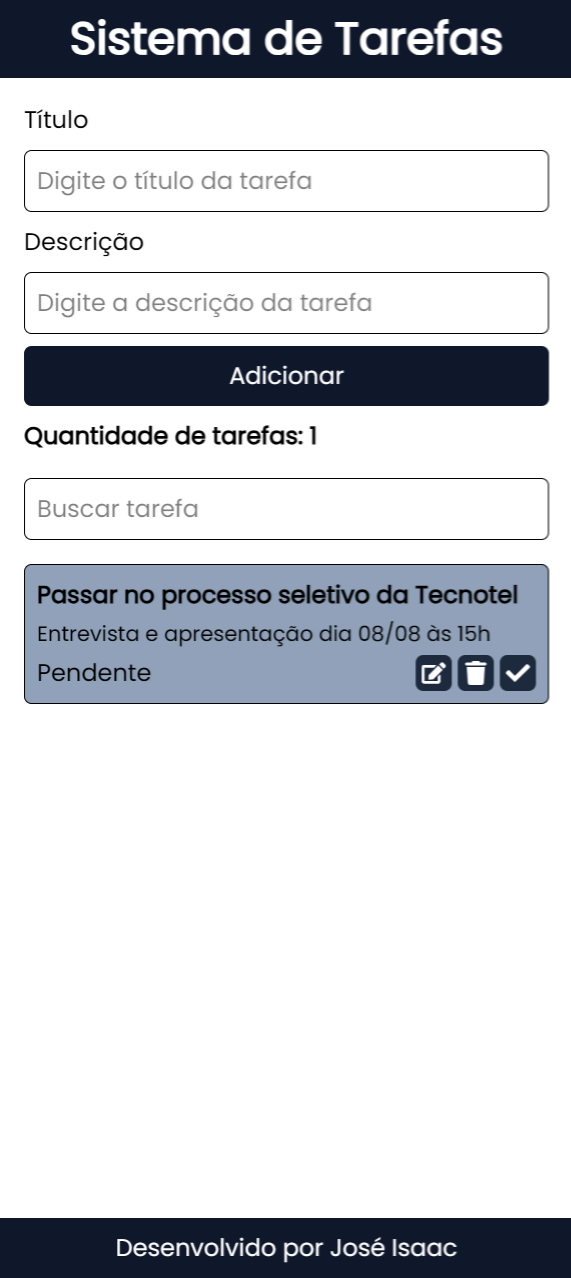 Sistema de Tarefas
Título
Digite o título da tarefa
Descrição
Digite a descrição da tarefa
Adicionar
Quantidade de tarefas: 1
Buscar tarefa
Passar no processo seletivo da Tecnotel
Entrevista e apresentação dia 08/08 às 15h
Pendente
Desenvolvido por José Isaac